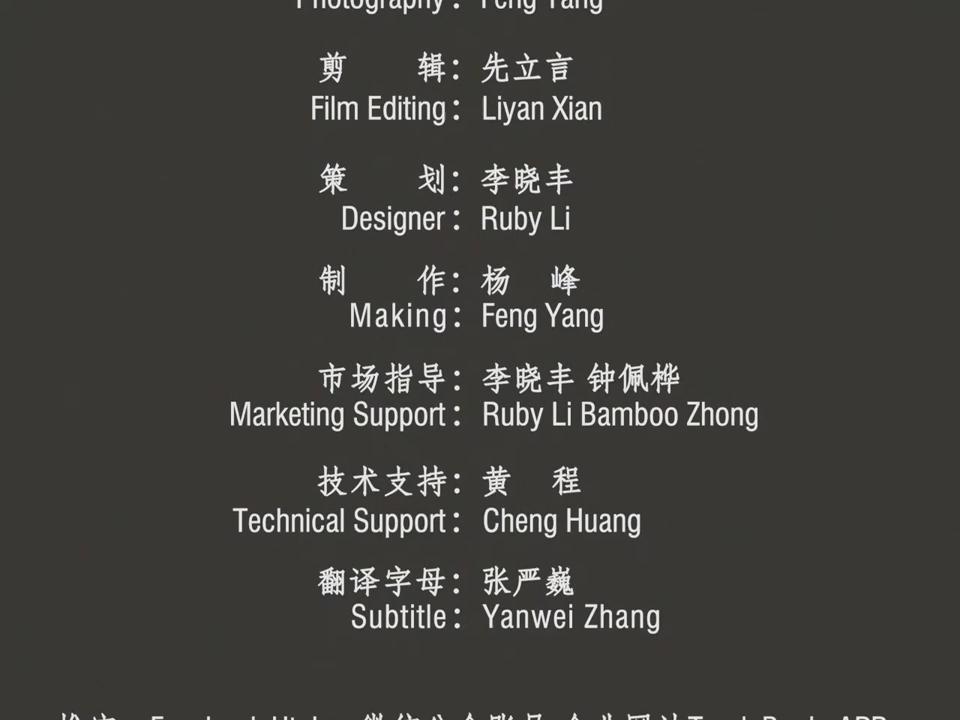 Photography：Feng Yang
剪 辑：先立言
Film Editing：Liyan Xian
策 划：李晓丰
Designer：Ruby Li
制 作：杨 峰
Making：Feng Yang
市场指导：李晓丰 钟佩桦
Marketing Support：Ruby Li Bamboo Zhong
技术支持：黄 程
Technical Support：Cheng Huang
翻译字母：张严巍
Subtitle：Yanwei Zhang